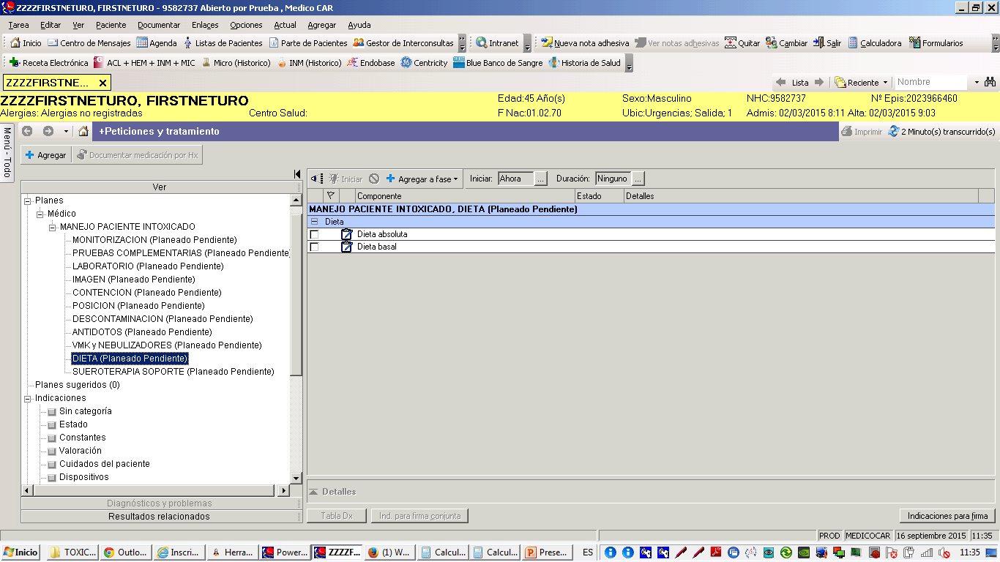 ZZZZFIRSTNETURO, FIRSTNETURO - 9582737 Abierto por Prueba , Medico CAR
Tarea Editar Ver Paciente Documentar Enlaces Opciones Actual Agregar Ayuda
Inicio Centro de Mensajes Agenda Listas de Pacientes Parte de Pacientes Gestor de Interconsultas Intranet Nueva nota adhesiva Ver notas adhesivas Quitar Cambiar Salir Calculadora Formularios
Receta Electrónica ACL + HEM + INM + MIC Micro (Historico) INM (Historico) Endobase Centricity Blue Banco de Sangre Historia de Salud
ZZZZFIRSTNE... Lista Reciente Nombre
ZZZZFIRSTNETURO, FIRSTNETURO Edad:45 Año(s) Sexo:Masculino NHC:9582737 Nº Epis:2023966460
Alergias: Alergias no registradas Centro Salud: F Nac:01.02.70 Ubic:Urgencias; Salida; 1 Admis: 02/03/2015 8:11 Alta: 02/03/2015 9:03
Menú - Todo
+Peticiones y tratamiento Imprimir 2 Minuto(s) transcurrido(s)
Agregar Documentar medicación por Hx
Ver
Planes
Médico
MANEJO PACIENTE INTOXICADO
MONITORIZACION (Planeado Pendiente)
PRUEBAS COMPLEMENTARIAS (Planeado Pendiente
LABORATORIO (Planeado Pendiente)
IMAGEN (Planeado Pendiente)
CONTENCION (Planeado Pendiente)
POSICION (Planeado Pendiente)
DESCONTAMINACION (Planeado Pendiente)
ANTIDOTOS (Planeado Pendiente)
VMK y NEBULIZADORES (Planeado Pendiente)
DIETA (Planeado Pendiente)
SUEROTERAPIA SOPORTE (Planeado Pendiente)
Planes sugeridos (0)
Indicaciones
Sin categoría
Estado
Constantes
Valoración
Cuidados del paciente
Dispositivos
Diagnósticos y problemas
Resultados relacionados
Iniciar Agregar a fase Iniciar: Ahora ... Duración: Ninguno ...
Componente Estado Detalles
MANEJO PACIENTE INTOXICADO, DIETA (Planeado Pendiente)
Dieta
Dieta absoluta
Dieta basal
Detalles
Tabla Dx Ind. para firma conjunta Indicaciones para firma
PROD MEDICOCAR 16 septiembre 2015 11:35
Inicio TOXIC... Outlo... Inscri... Herra... Power... ZZZZF... (1) W... Calcul... Calcul... Prese... ES 11:35